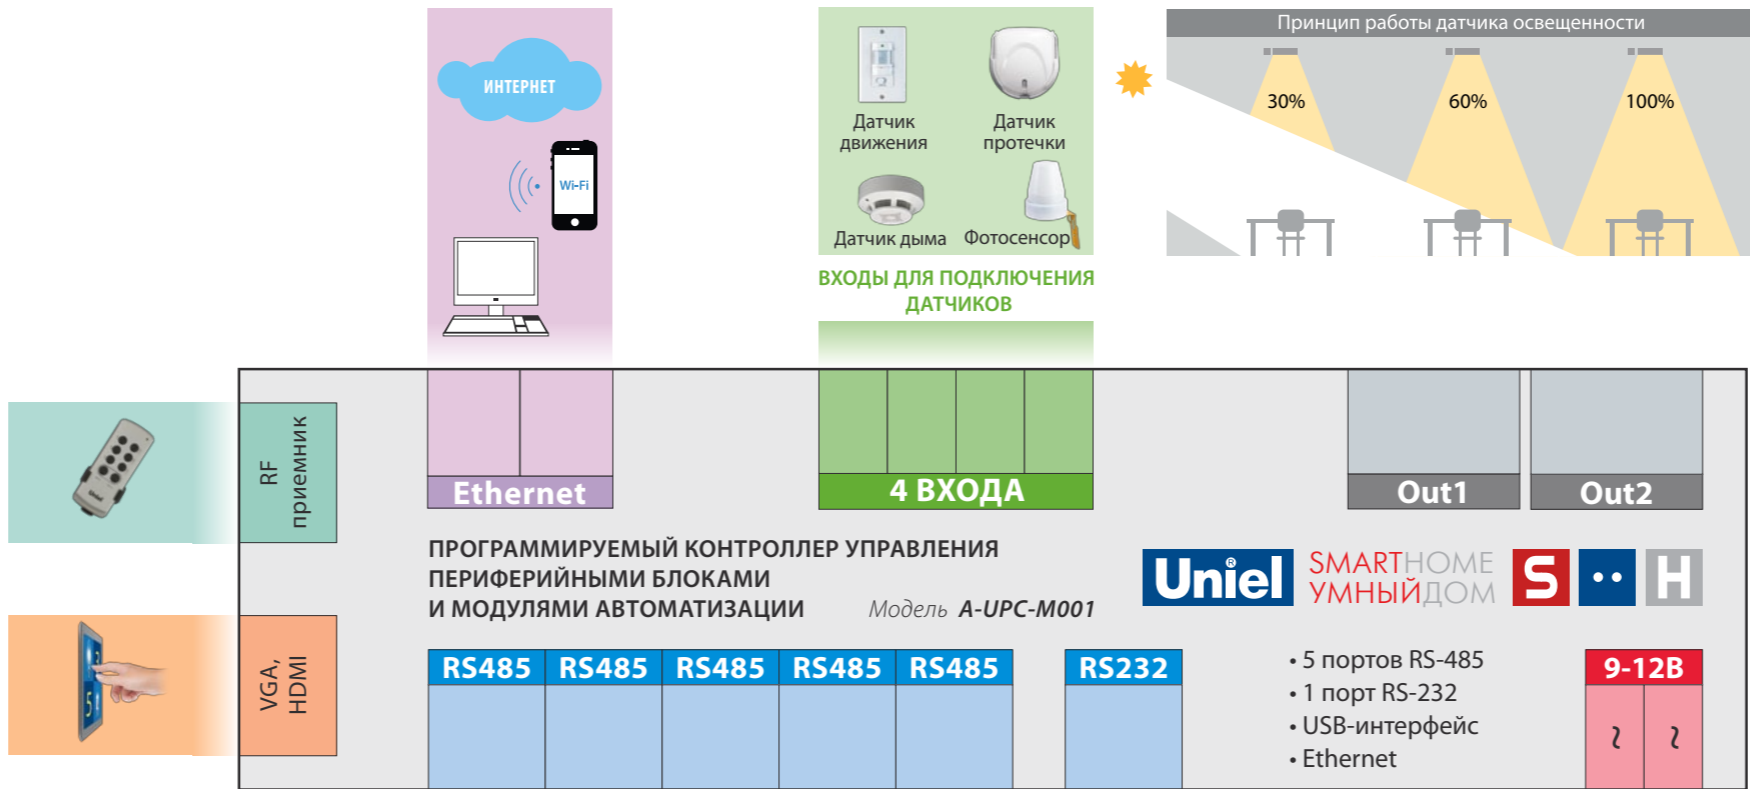 Принцип работы датчика освещенности
ИНТЕРНЕТ
Wi-Fi
Датчик
движения
Датчик
протечки
Датчик дыма
Фотосенсор
30%
60%
100%
ВХОДЫ ДЛЯ ПОДКЛЮЧЕНИЯ
ДАТЧИКОВ
RF
приемник
Ethernet
4 ВХОДА
Out1
Out2
ПРОГРАММИРУЕМЫЙ КОНТРОЛЛЕР УПРАВЛЕНИЯ
ПЕРИФЕРИЙНЫМИ БЛОКАМИ
И МОДУЛЯМИ АВТОМАТИЗАЦИИ
Модель A-UPC-M001
Uniel®
SMARTHOME
УМНЫЙДОМ
S •• H
VGA,
HDMI
5
RS485 RS485 RS485 RS485 RS485
RS232
• 5 портов RS-485
• 1 порт RS-232
• USB-интерфейс
• Ethernet
9-12В
~ ~
Uniel